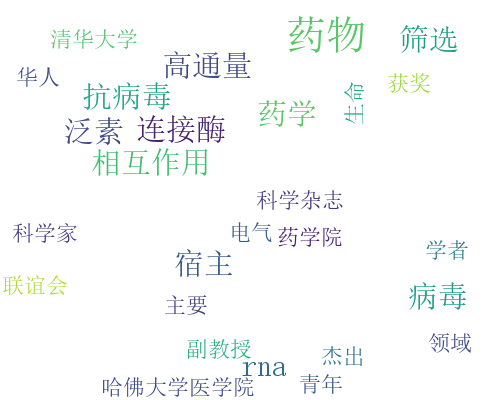 药物
清华大学
筛选
高通量
华人
获奖
抗病毒
生命
药学
泛素
连接酶
相互作用
科学杂志
科学家
电气
药学院
学者
宿主
联谊会
病毒
主要
领域
副教授
杰出
rna
哈佛大学医学院
青年